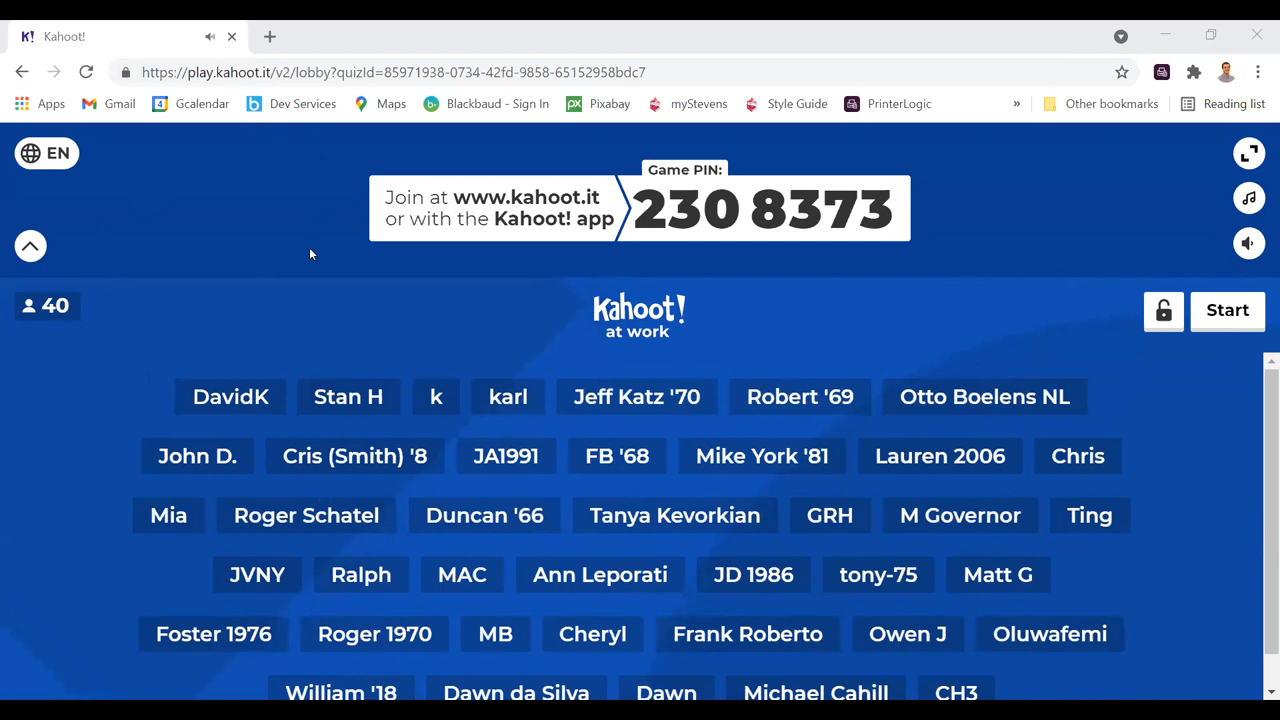 Kahoot!
https://play.kahoot.it/v2/lobby?quizId=85971938-0734-42fd-9858-65152958bdc7
Apps Gmail Gcalendar Dev Services Maps Blackbaud - Sign In Pixabay myStevens Style Guide PrinterLogic » Other bookmarks Reading list
EN
Game PIN:
Join at www.kahoot.it
or with the Kahoot! app
230 8373
40
Kahoot!
at work
Start
DavidK Stan H k karl Jeff Katz '70 Robert '69 Otto Boelens NL
John D. Cris (Smith) '8 JA1991 FB '68 Mike York '81 Lauren 2006 Chris
Mia Roger Schatel Duncan '66 Tanya Kevorkian GRH M Governor Ting
JVNY Ralph MAC Ann Leporati JD 1986 tony-75 Matt G
Foster 1976 Roger 1970 MB Cheryl Frank Roberto Owen J Oluwafemi
William '18 Dawn da Silva Dawn Michael Cahill CH3